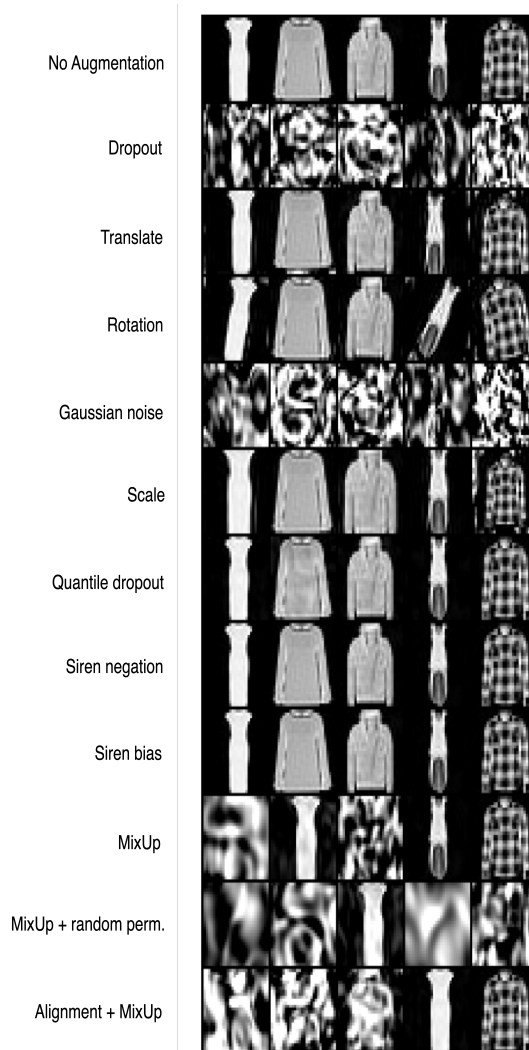 No Augmentation
Dropout
Translate
Rotation
Gaussian noise
Scale
Quantile dropout
Siren negation
Siren bias
MixUp
MixUp + random perm.
Alignment + MixUp